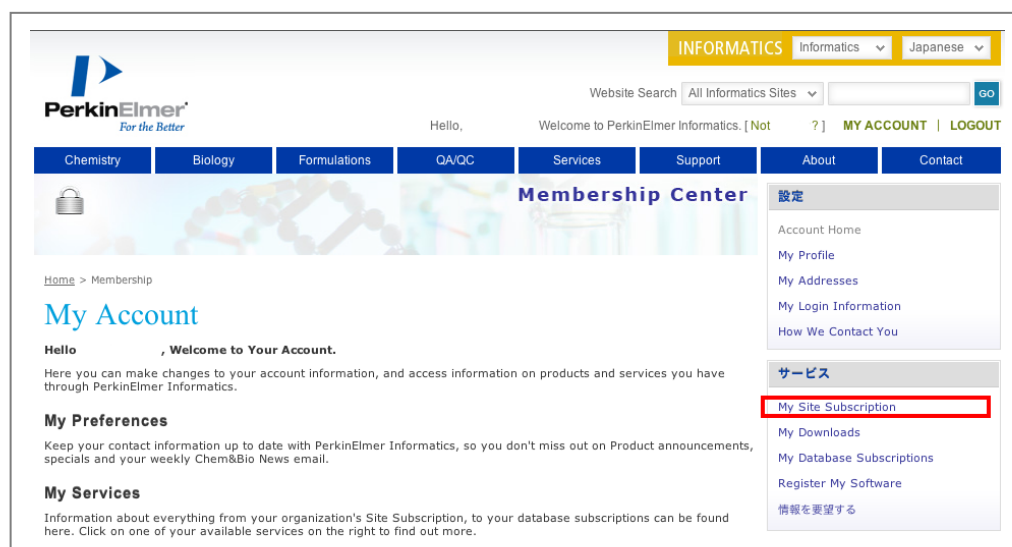 INFORMATICS Informatics Japanese
PerkinElmer
For the Better
Website Search All Informatics Sites GO
Hello, Welcome to PerkinElmer Informatics. [ Not ? ] MY ACCOUNT | LOGOUT
Chemistry Biology Formulations QA/QC Services Support About Contact
Membership Center
設定
Account Home
My Profile
My Addresses
My Login Information
How We Contact You
Home > Membership
My Account
Hello , Welcome to Your Account.
Here you can make changes to your account information, and access information on products and services you have
through PerkinElmer Informatics.
My Preferences
Keep your contact information up to date with PerkinElmer Informatics, so you don't miss out on Product announcements,
specials and your weekly Chem&Bio News email.
My Services
Information about everything from your organization's Site Subscription, to your database subscriptions can be found
here. Click on one of your available services on the right to find out more.
サービス
My Site Subscription
My Downloads
My Database Subscriptions
Register My Software
情報を要望する